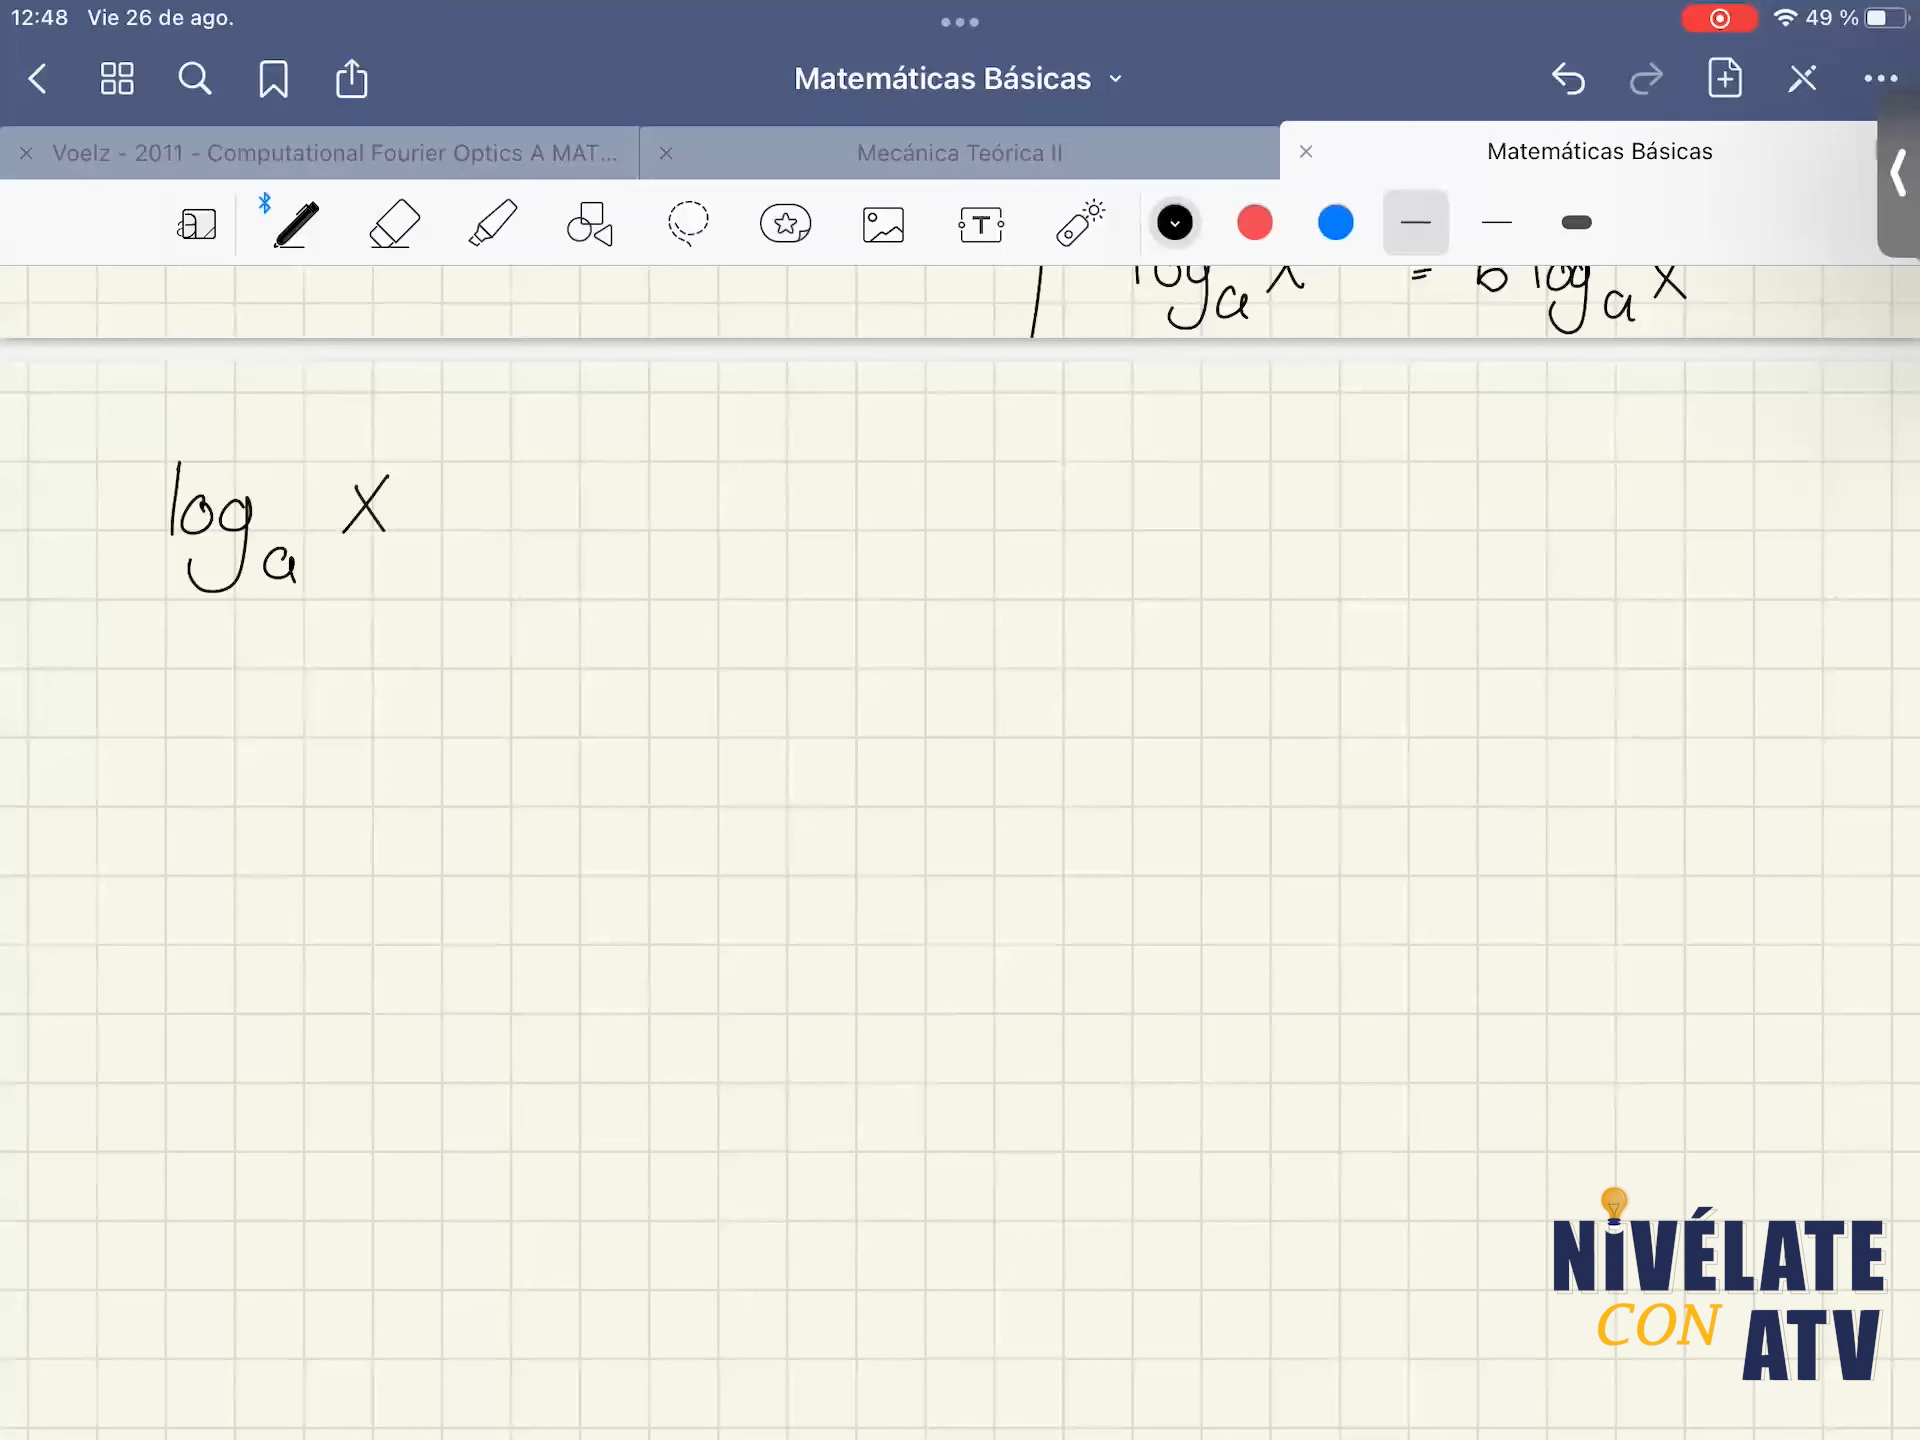 12:48 Vie 26 de ago. 49 %
Matemáticas Básicas
Voelz - 2011 - Computational Fourier Optics A MAT... Mecánica Teórica II Matemáticas Básicas
a T
log_a x = b log_a x
log_a x
NIVÉLATE
CON
ATV